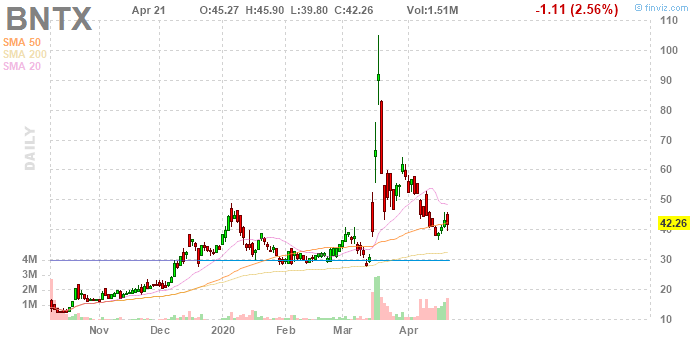 BNTX Apr 21 O:45.27 H:45.90 L:39.80 C:42.26 Vol:1.51M -1.11 (2.56%)
© finviz.com
SMA 50
SMA 200
SMA 20
DAILY
110
100
90
80
70
60
50
40
30
20
10
42.26
4M
3M
2M
1M
Nov Dec 2020 Feb Mar Apr